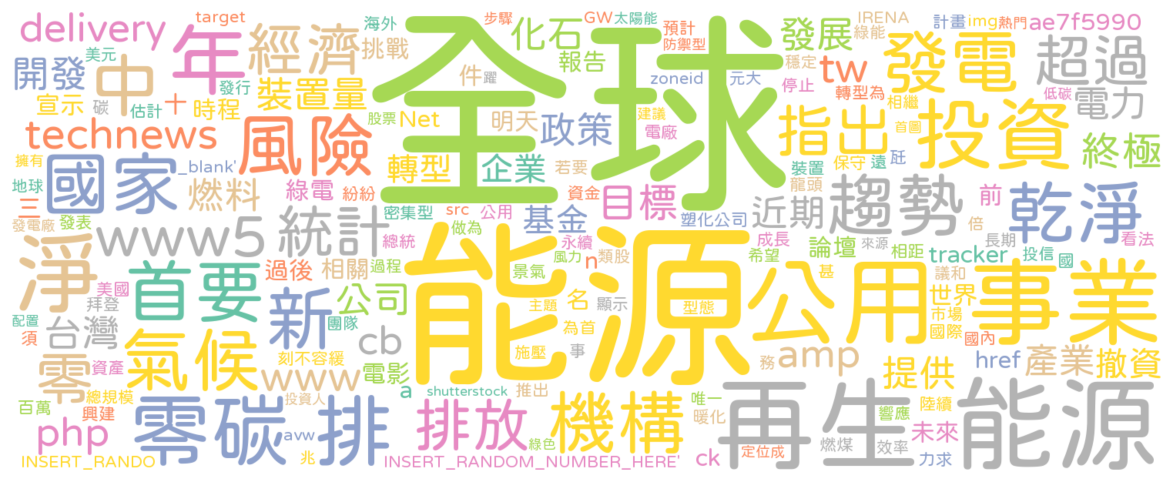 delivery
target
年
經濟
海外
挑戰
全球
步驟
化石
報告
GW
太陽能
預計
防禦型
發展
IRENA
綠能
穩定
計畫
img
熱門
ae7f5990
發電
超過
美元
開發
中
發行
宣示
碳
估計
十
時程
裝置量
件
躍
股票
Net
明天
政策
zoneid
元大
tw
停止
轉型為
相繼
低碳
電力
technews
風險
建議
電廠
指出
首圖
投資
終極
擁有
_blank'
國家
燃料
地球
三
發電廠
發表
綠電
紛紛
轉型
企業
若要
密集型
src
公用
資金
目標
裝置
保守
遠
瓩
龍頭
前
乾淨
淨
www5
統計
總統
做為
基金
塑化公司
近期
趨勢
倍
長期
看法
永續
n
類股
成長
希望
論壇
來源
相距
tracker
投信
國
美國
首要
過後
相關
過程
景氣
風力
能源
公用
事業
基
議和
世界
市場
國際
國內
拜登
配置
須
台灣
新
公司
團隊
主題
名
為首
顯示
型態
刻不容緩
cb
施壓
事
務
amp
href
產業
撤資
零
資產
氣候
www
電影
a
shutterstock
推出
提供
百萬
總規模
投資人
興建
唯一
暖化
再生能源
響應
陸續
php
零碳排
avw
排放
機構
綠色
燃煤
效率
未來
INSERT_RANDO
兆
INSERT_RANDOM_NUMBER_HERE'
ck
定位成
力求